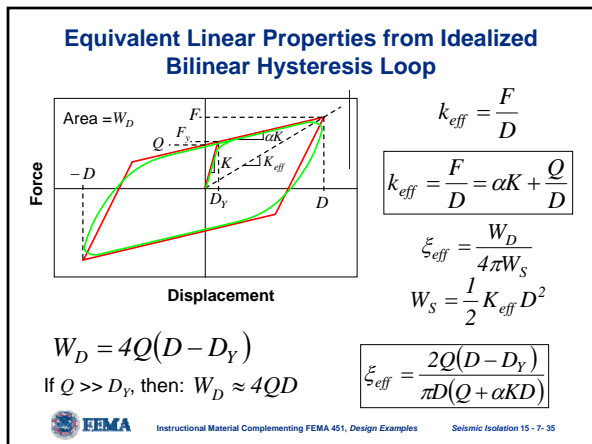 Equivalent Linear Properties from Idealized
Bilinear Hysteresis Loop
Area = W_D
F
F_y
Q
αK
K
K_eff
−D
D_Y
D
Force
Displacement
k_eff = F/D
k_eff = F/D = αK + Q/D
ξ_eff = W_D/4πW_S
W_S = 1/2 K_eff D²
W_D = 4Q(D − D_Y)
If Q >> D_Y, then: W_D ≈ 4QD
ξ_eff = 2Q(D − D_Y)/πD(Q + αKD)
FEMA
Instructional Material Complementing FEMA 451, Design Examples
Seismic Isolation 15 - 7- 35